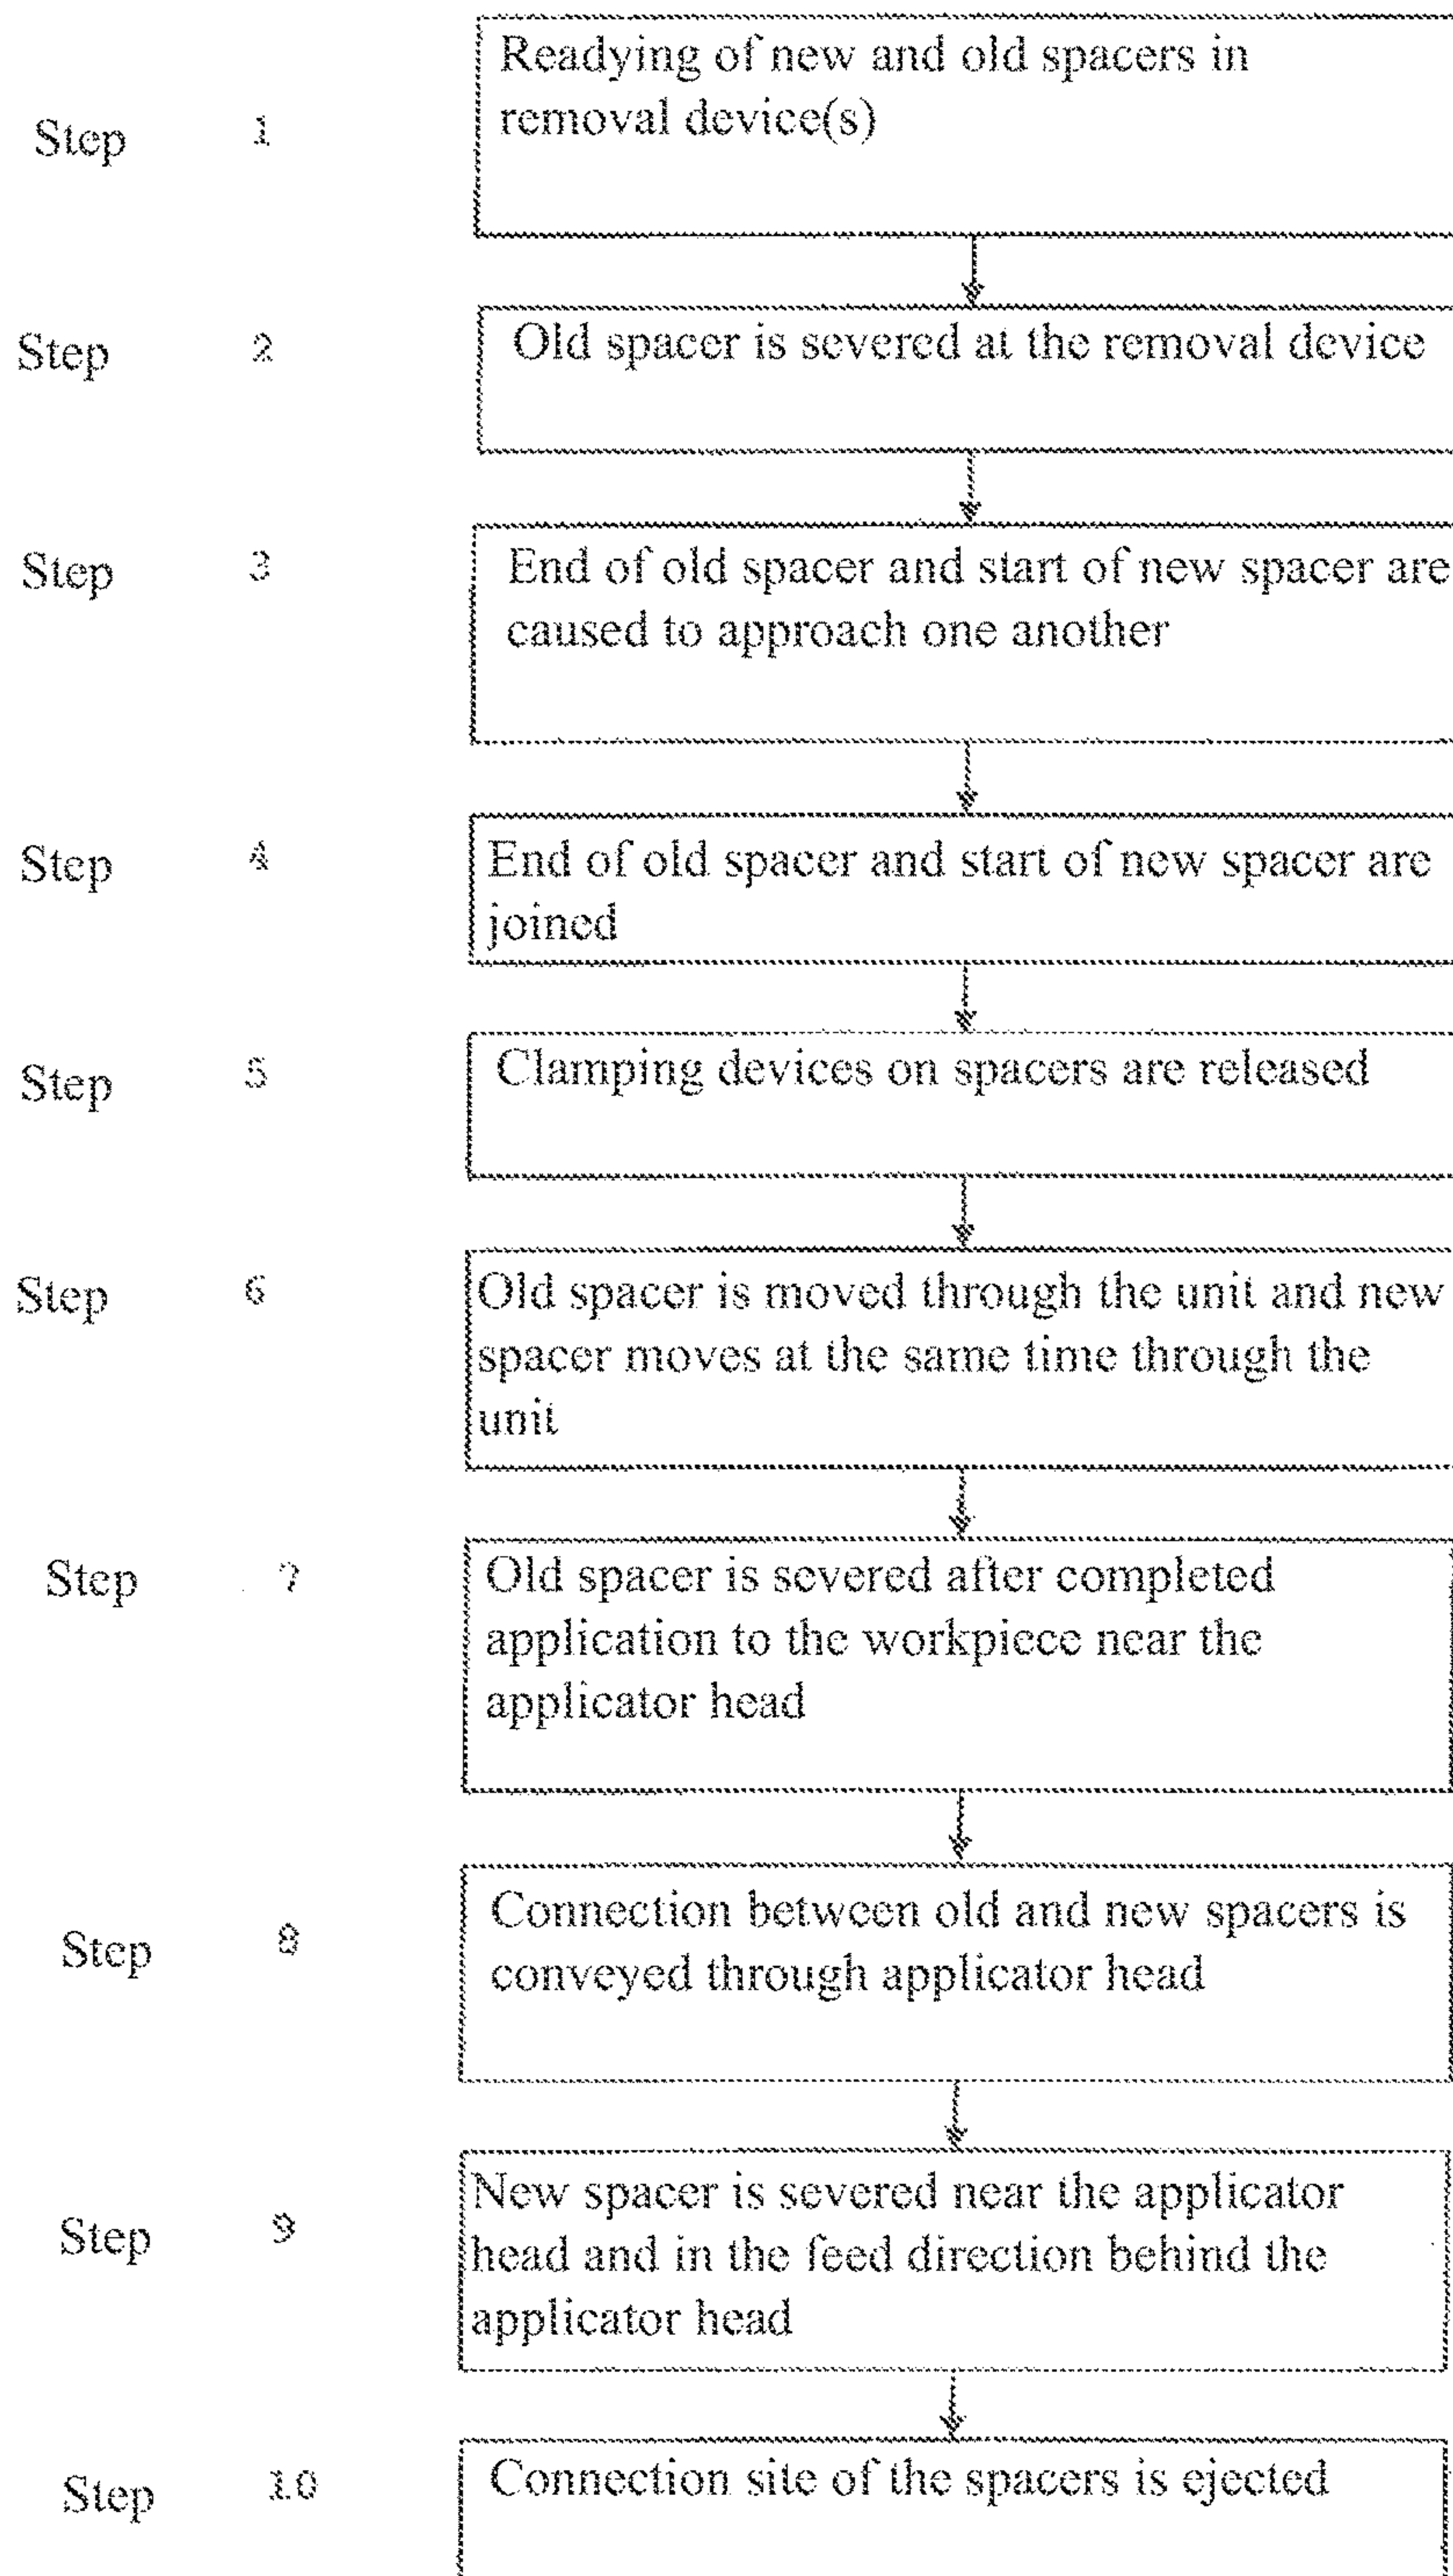 Step 1
Readying of new and old spacers in
removal device(s)
Step 2
Old spacer is severed at the removal device
Step 3
End of old spacer and start of new spacer are
caused to approach one another
Step 4
End of old spacer and start of new spacer are
joined
Step 5
Clamping devices on spacers are released
Step 6
Old spacer is moved through the unit and new
spacer moves at the same time through the
unit
Step 7
Old spacer is severed after completed
application to the workpiece near the
applicator head
Step 8
Connection between old and new spacers is
conveyed through applicator head
Step 9
New spacer is severed near the applicator
head and in the feed direction behind the
applicator head
Step 10
Connection site of the spacers is ejected